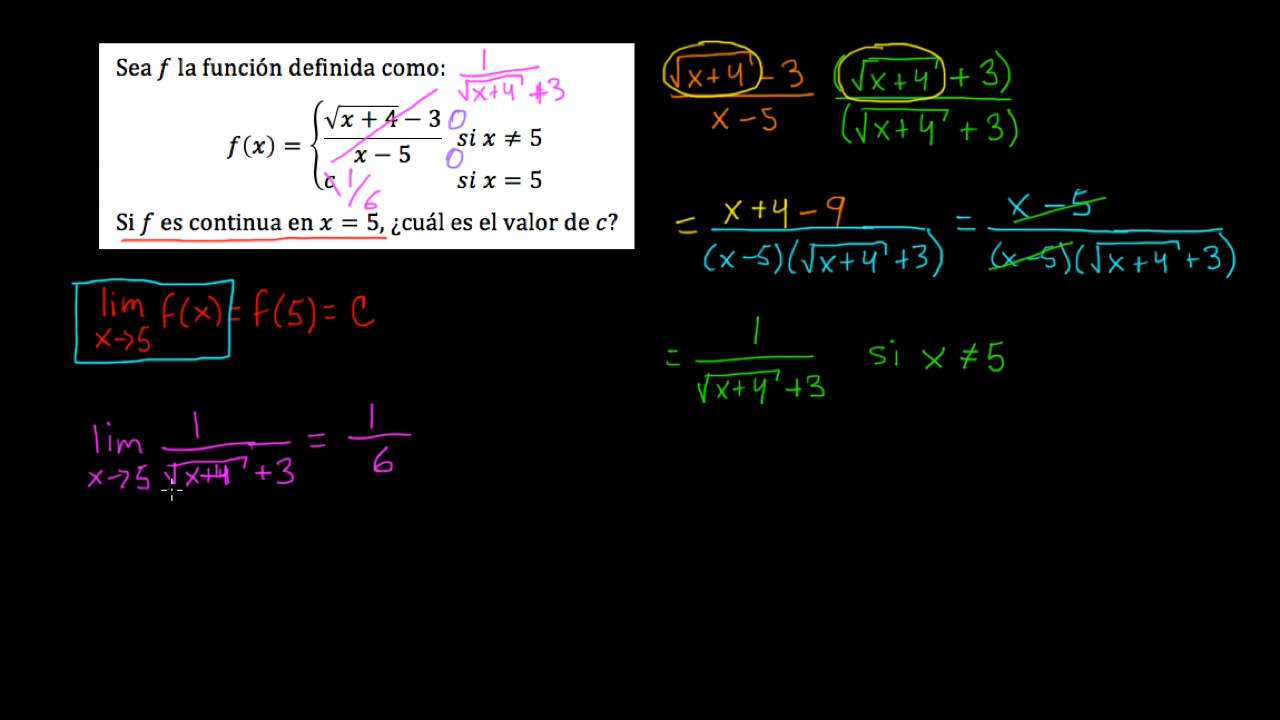 Sea f la función definida como:
1
√x+4 + 3
f(x) = { √x + 4 − 3 0
x − 5 0 si x ≠ 5
c 1/6 si x = 5
Si f es continua en x = 5, ¿cuál es el valor de c?
lim f(x) = f(5) = C
x→5
lim 1 = 1
x→5 √x+4 + 3 6
√x+4 − 3 (√x+4 + 3)
x − 5 (√x+4 + 3)
= x + 4 − 9 = x − 5
(x−5)(√x+4 + 3) (x−5)(√x+4 + 3)
= 1 si x ≠ 5
√x+4 + 3